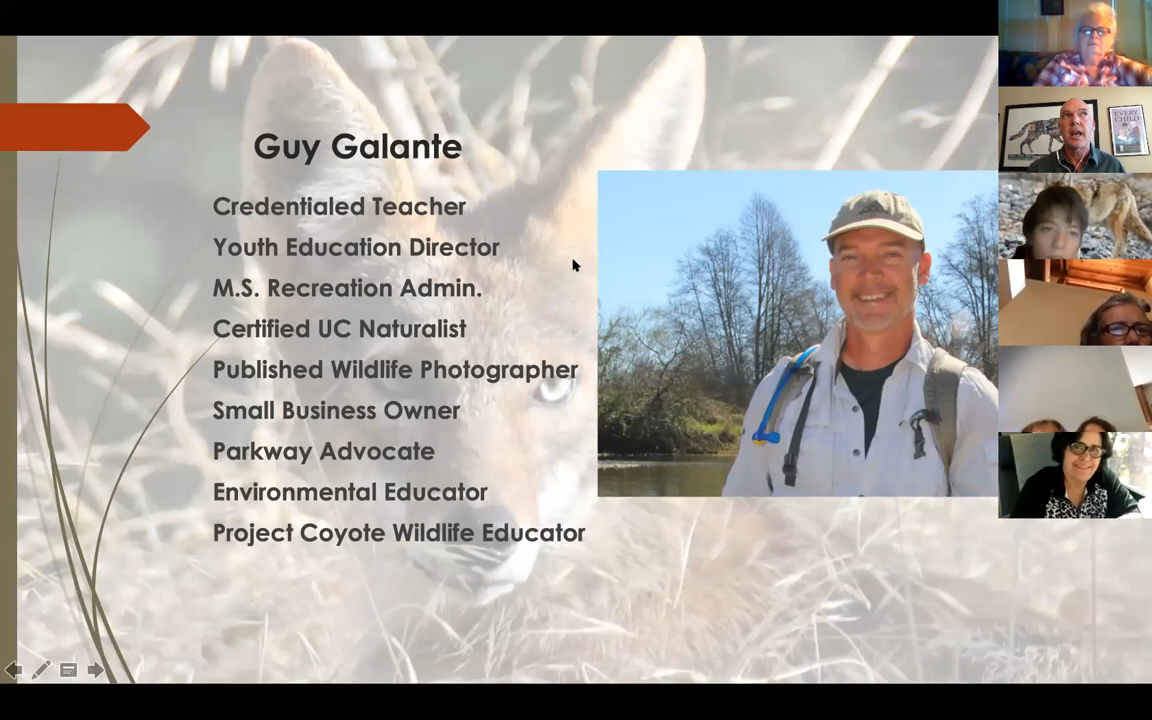 Guy Galante
Credentialed Teacher
Youth Education Director
M.S. Recreation Admin.
Certified UC Naturalist
Published Wildlife Photographer
Small Business Owner
Parkway Advocate
Environmental Educator
Project Coyote Wildlife Educator
EVERY
CHILD